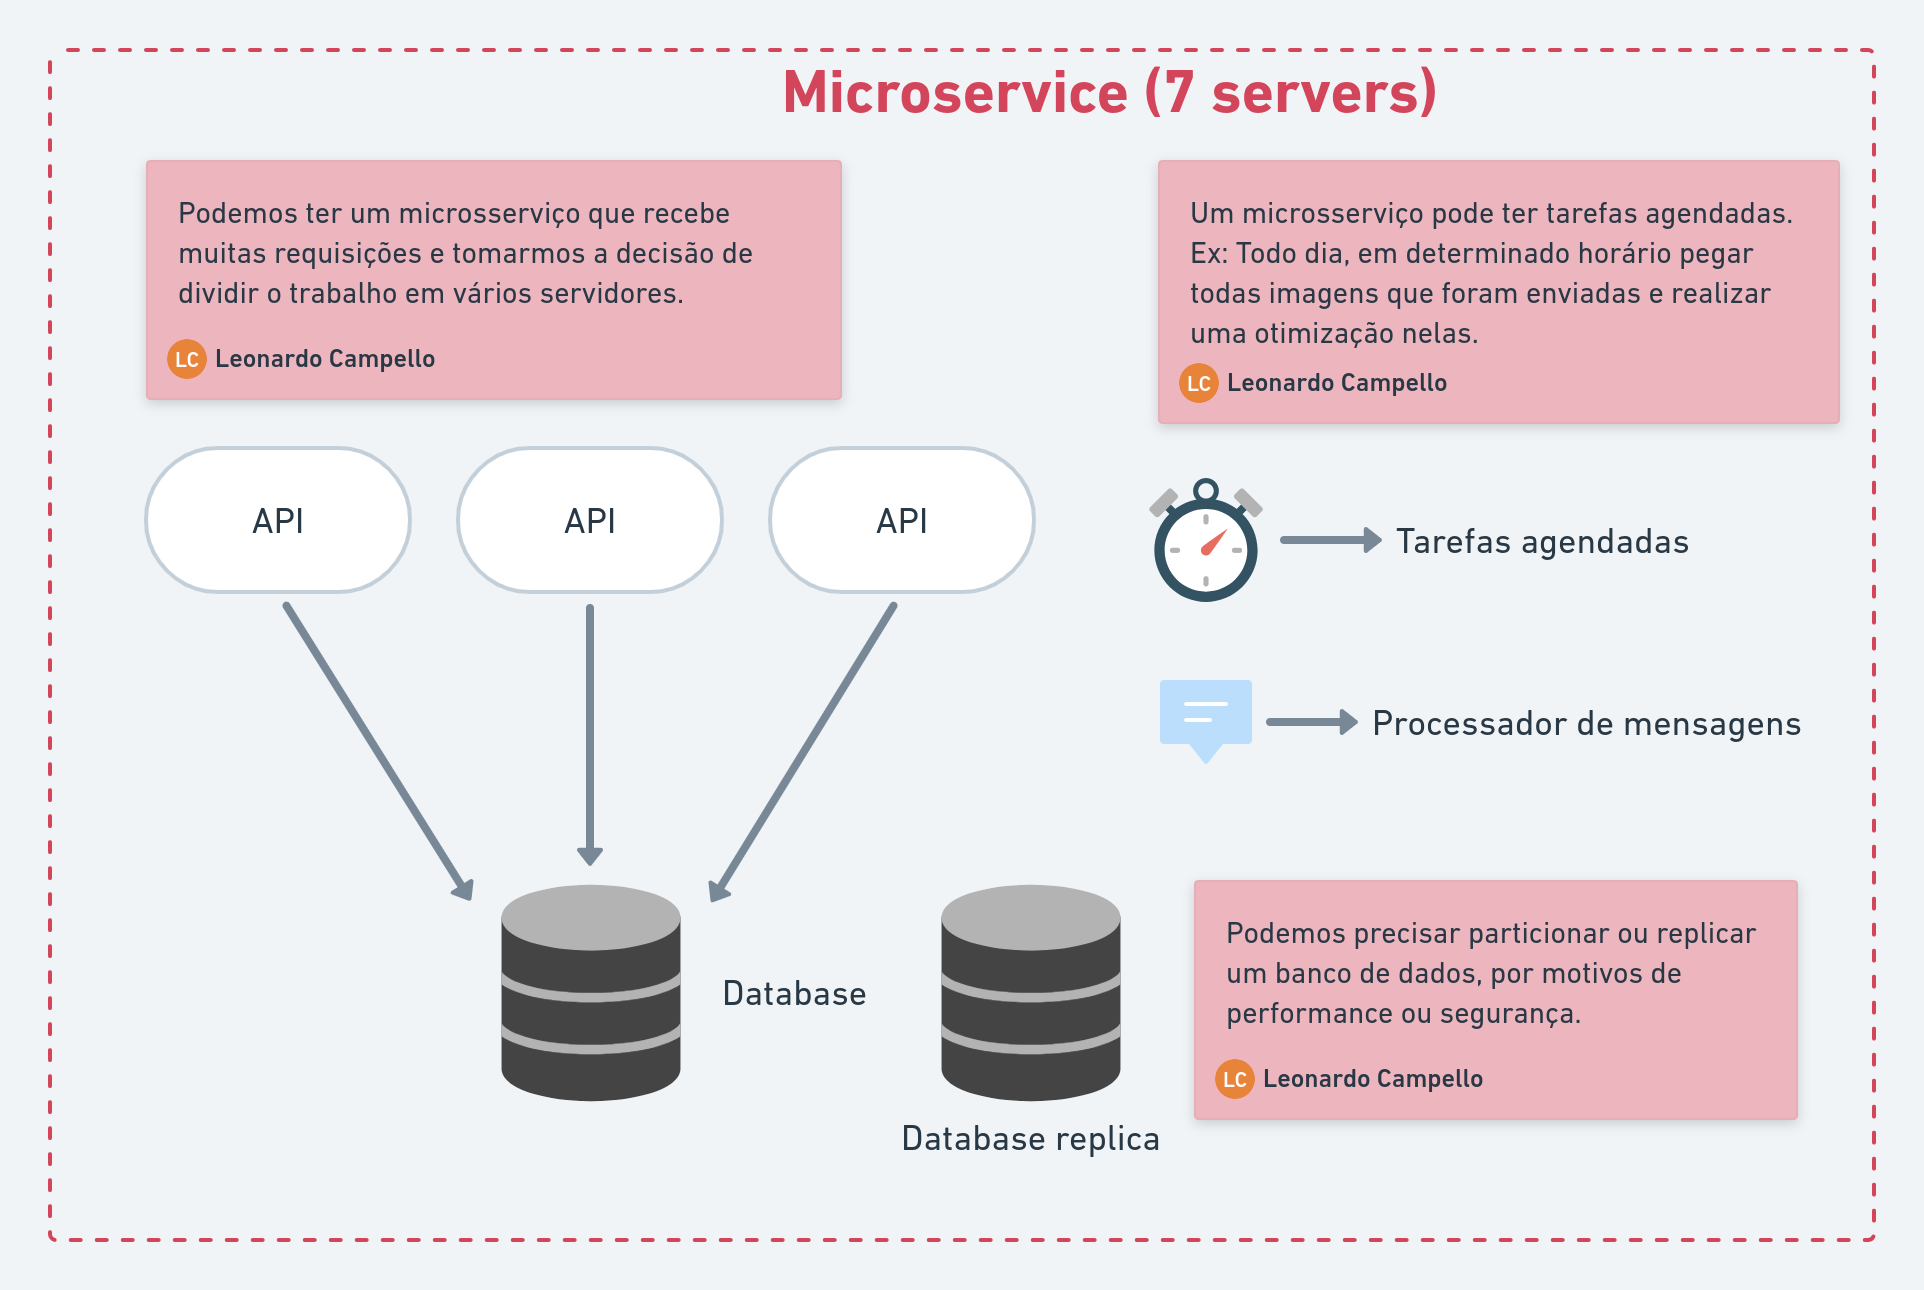 Microservice (7 servers)
Podemos ter um microsserviço que recebe
muitas requisições e tomarmos a decisão de
dividir o trabalho em vários servidores.
LC Leonardo Campello
Um microsserviço pode ter tarefas agendadas.
Ex: Todo dia, em determinado horário pegar
todas imagens que foram enviadas e realizar
uma otimização nelas.
LC Leonardo Campello
API
API
API
Tarefas agendadas
Processador de mensagens
Database
Database replica
Podemos precisar particionar ou replicar
um banco de dados, por motivos de
performance ou segurança.
LC Leonardo Campello